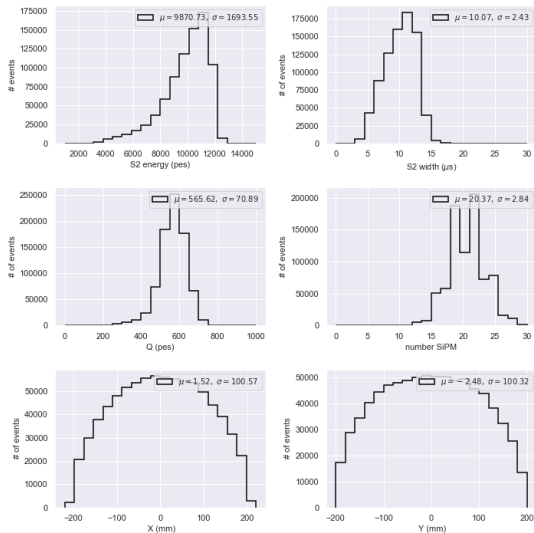 μ = 9870.73, σ = 1693.55
175000
150000
125000
100000
75000
50000
25000
0
# of events
2000 4000 6000 8000 10000 12000 14000
S2 energy (pes)
μ = 10.07, σ = 2.43
175000
150000
125000
100000
75000
50000
25000
0
# of events
0 5 10 15 20 25 30
S2 width (μs)
μ = 565.62, σ = 70.89
250000
200000
150000
100000
50000
0
# of events
0 200 400 600 800 1000
Q (pes)
μ = 20.37, σ = 2.84
200000
150000
100000
50000
0
# of events
0 5 10 15 20 25 30
number SiPM
μ = 1.52, σ = 100.57
50000
40000
30000
20000
10000
0
# of events
−200 −100 0 100 200
X (mm)
μ = −2.48, σ = 100.32
50000
40000
30000
20000
10000
0
# of events
−200 −100 0 100 200
Y (mm)